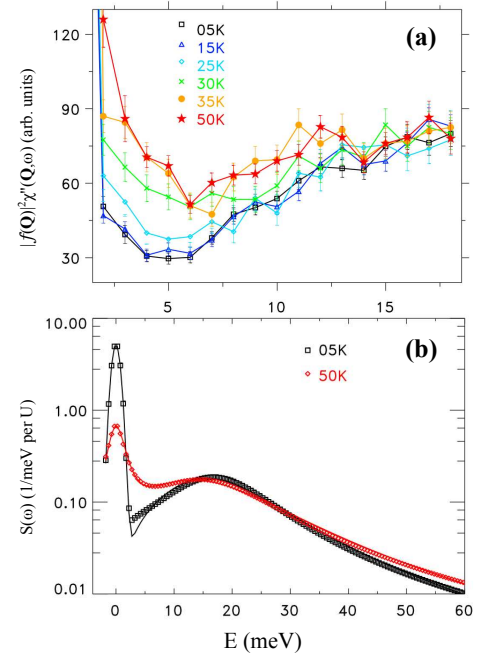 120
90
60
30
|f(Q)|²χ''(Q,ω) (arb. units)
(a)
05K
15K
25K
30K
35K
50K
0
5
10
15
10.00
1.00
0.10
0.01
S(ω) (1/meV per U)
(b)
05K
50K
0
10
20
30
40
50
60
E (meV)